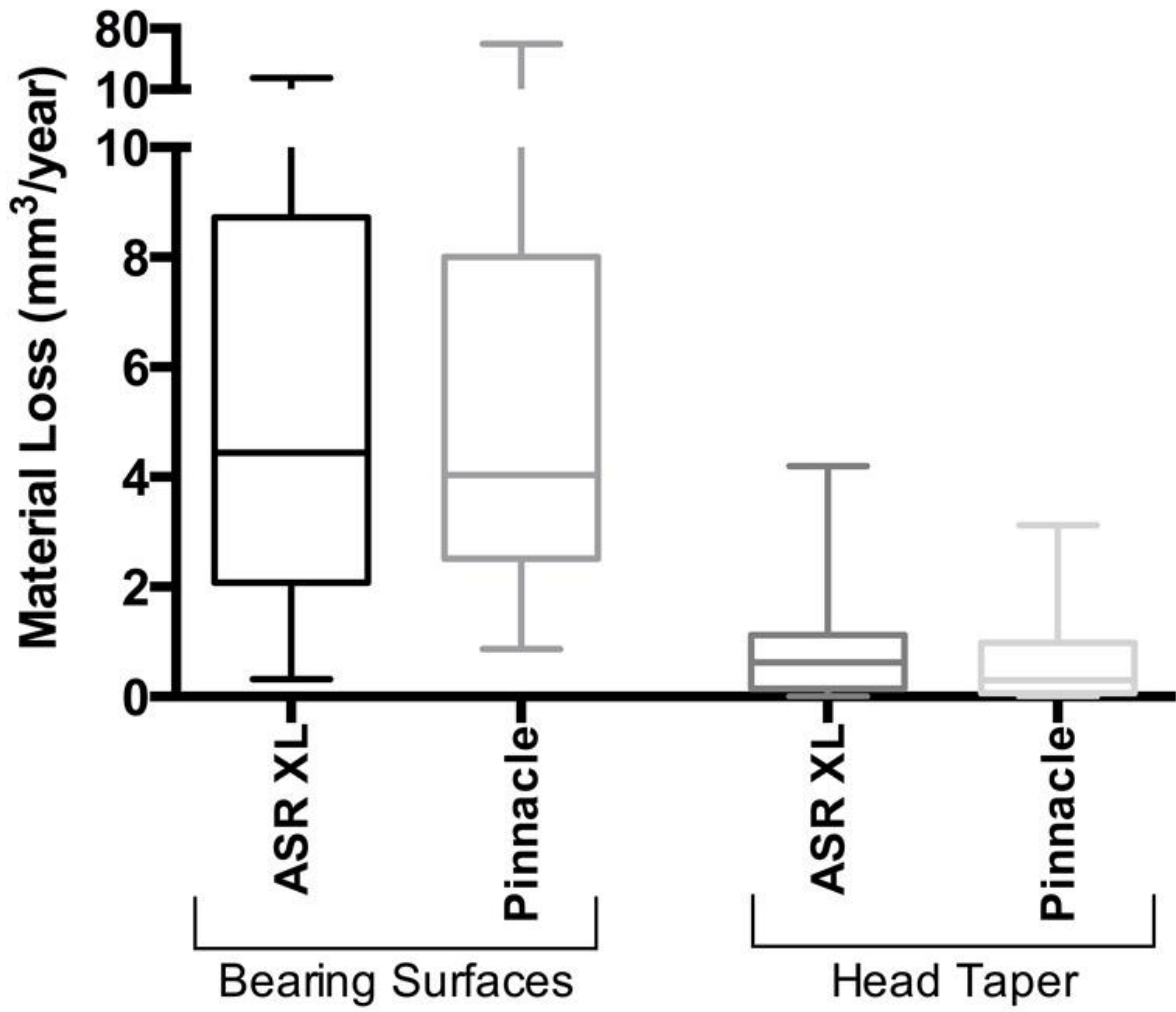 Material Loss (mm³/year)
80
10
10
8
6
4
2
0
ASR XL
Pinnacle
ASR XL
Pinnacle
Bearing Surfaces
Head Taper